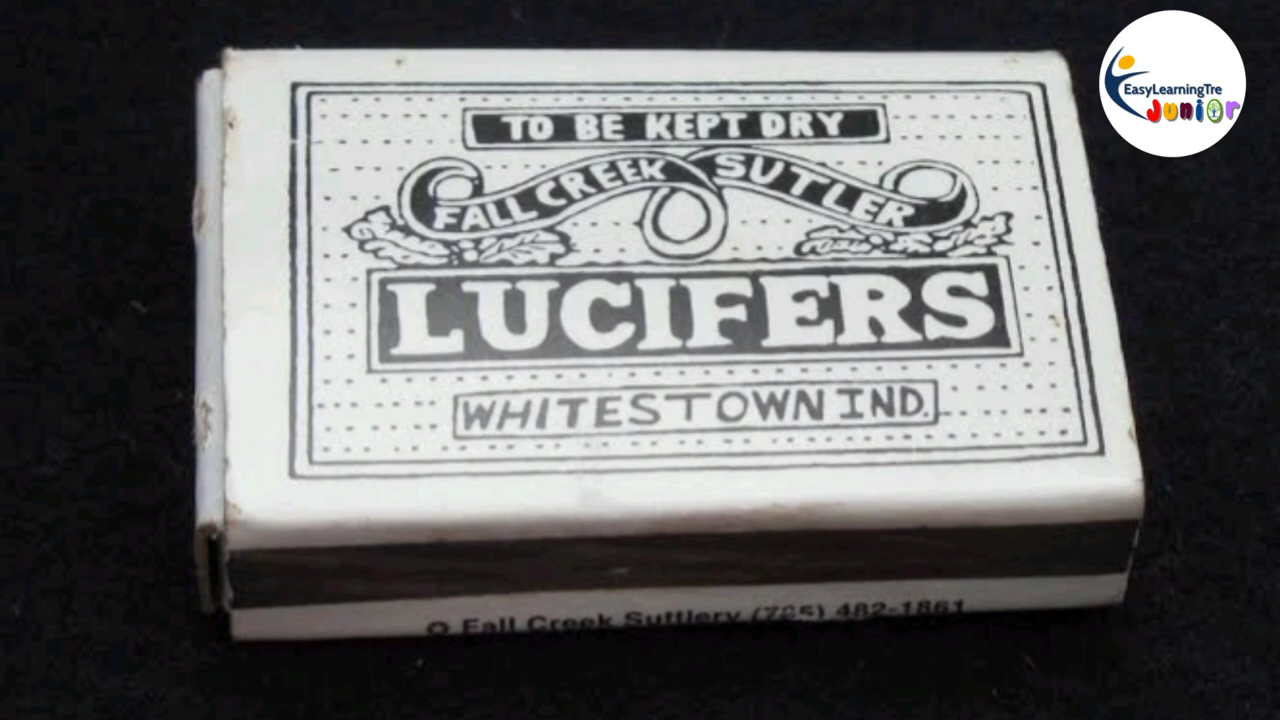 TO BE KEPT DRY
FALL CREEK SUTLER
LUCIFERS
WHITESTOWN IND.
© Fall Creek Suttlery (765) 482-1861
EasyLearningTre
Junior